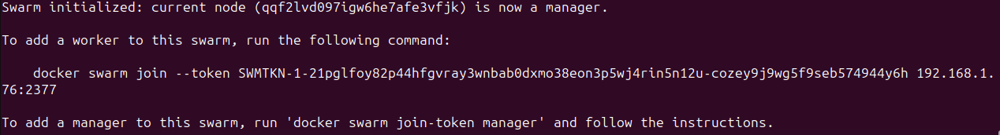 Swarm initialized: current node (qqf2lvd097igw6he7afe3vfjk) is now a manager.
To add a worker to this swarm, run the following command:
docker swarm join --token SWMTKN-1-21pglfoy82p44hfgvray3wnbab0dxmo38eon3p5wj4rin5n12u-cozey9j9wg5f9seb574944y6h 192.168.1.
76:2377
To add a manager to this swarm, run 'docker swarm join-token manager' and follow the instructions.